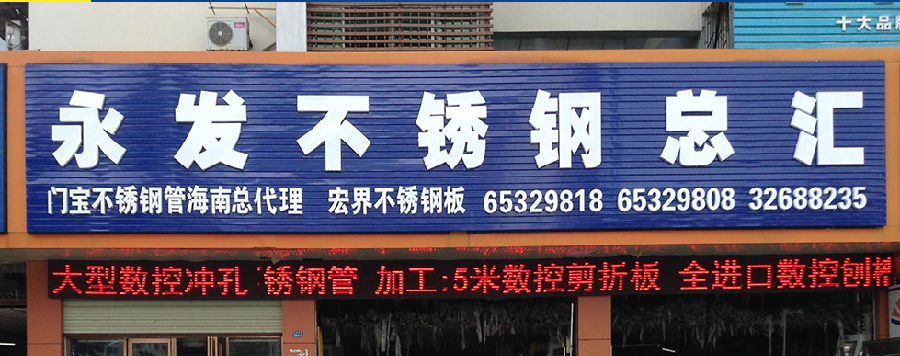 十大品牌
永发不锈钢总汇
门宝不锈钢管海南总代理 宏界不锈钢板 65329818 65329808 32688235
大型数控冲孔 锈钢管 加工:5米数控剪折板 全进口数控刨槽